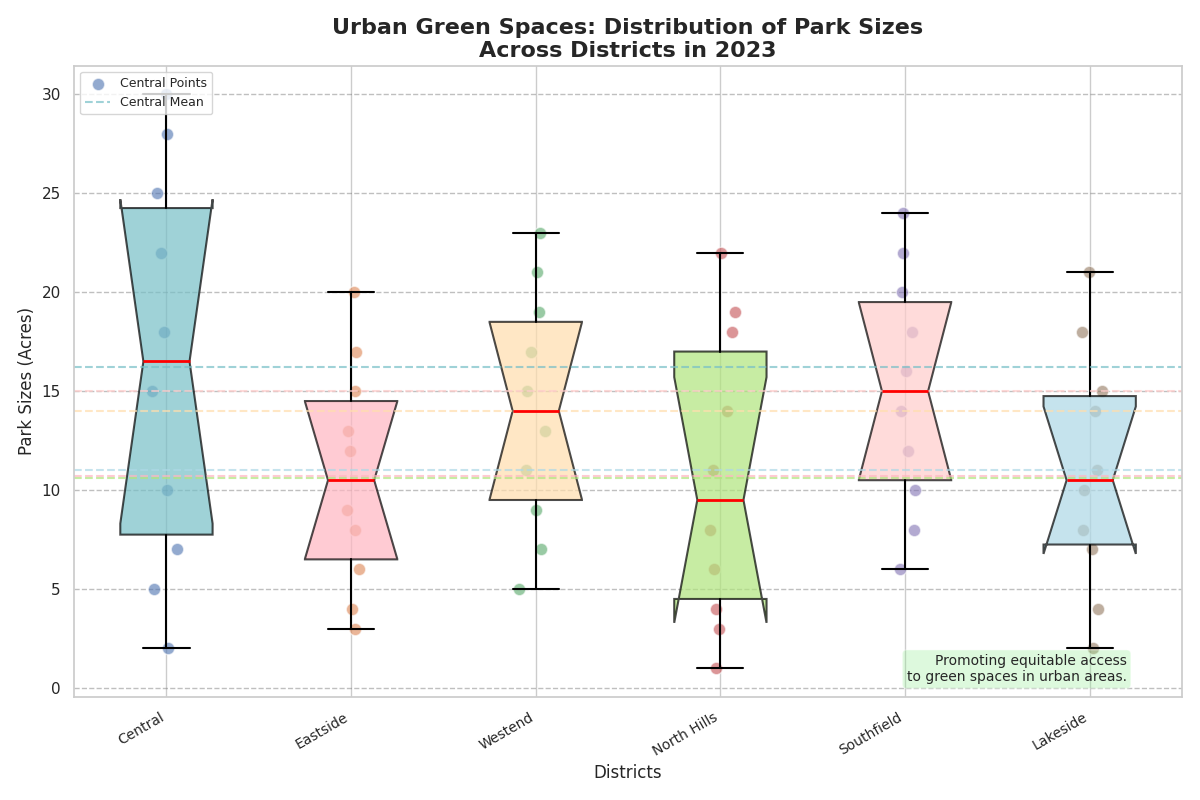 Urban Green Spaces: Distribution of Park Sizes
Across Districts in 2023
Central Points
Central Mean
Park Sizes (Acres)
30
25
20
15
10
5
0
Promoting equitable access
to green spaces in urban areas.
Central
Eastside
Westend
North Hills
Southfield
Lakeside
Districts